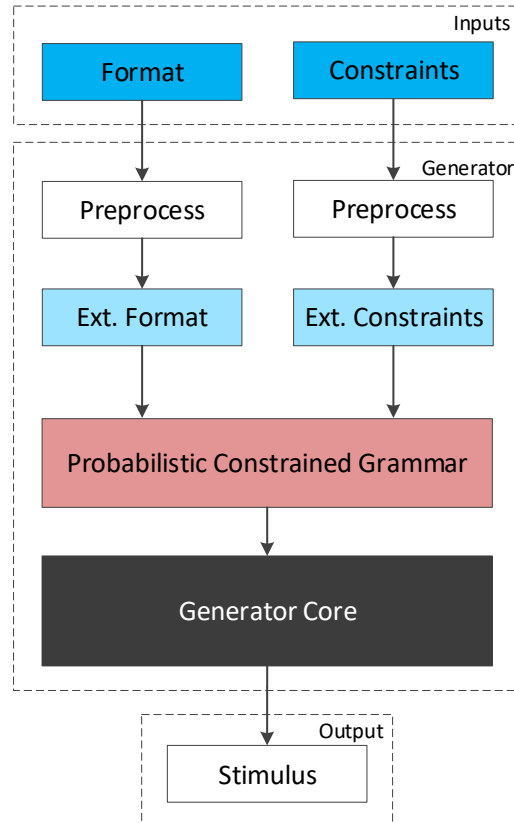 Inputs
Format
Constraints
Generator
Preprocess
Preprocess
Ext. Format
Ext. Constraints
Probabilistic Constrained Grammar
Generator Core
Output
Stimulus